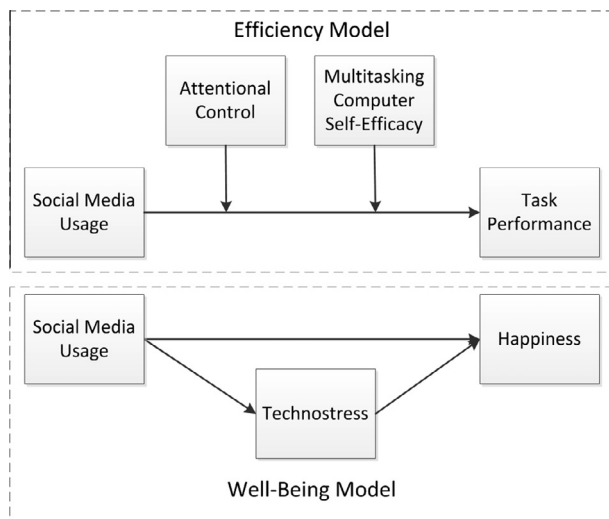 Efficiency Model
Attentional
Control
Multitasking
Computer
Self-Efficacy
Social Media
Usage
Task
Performance
Social Media
Usage
Happiness
Technostress
Well-Being Model